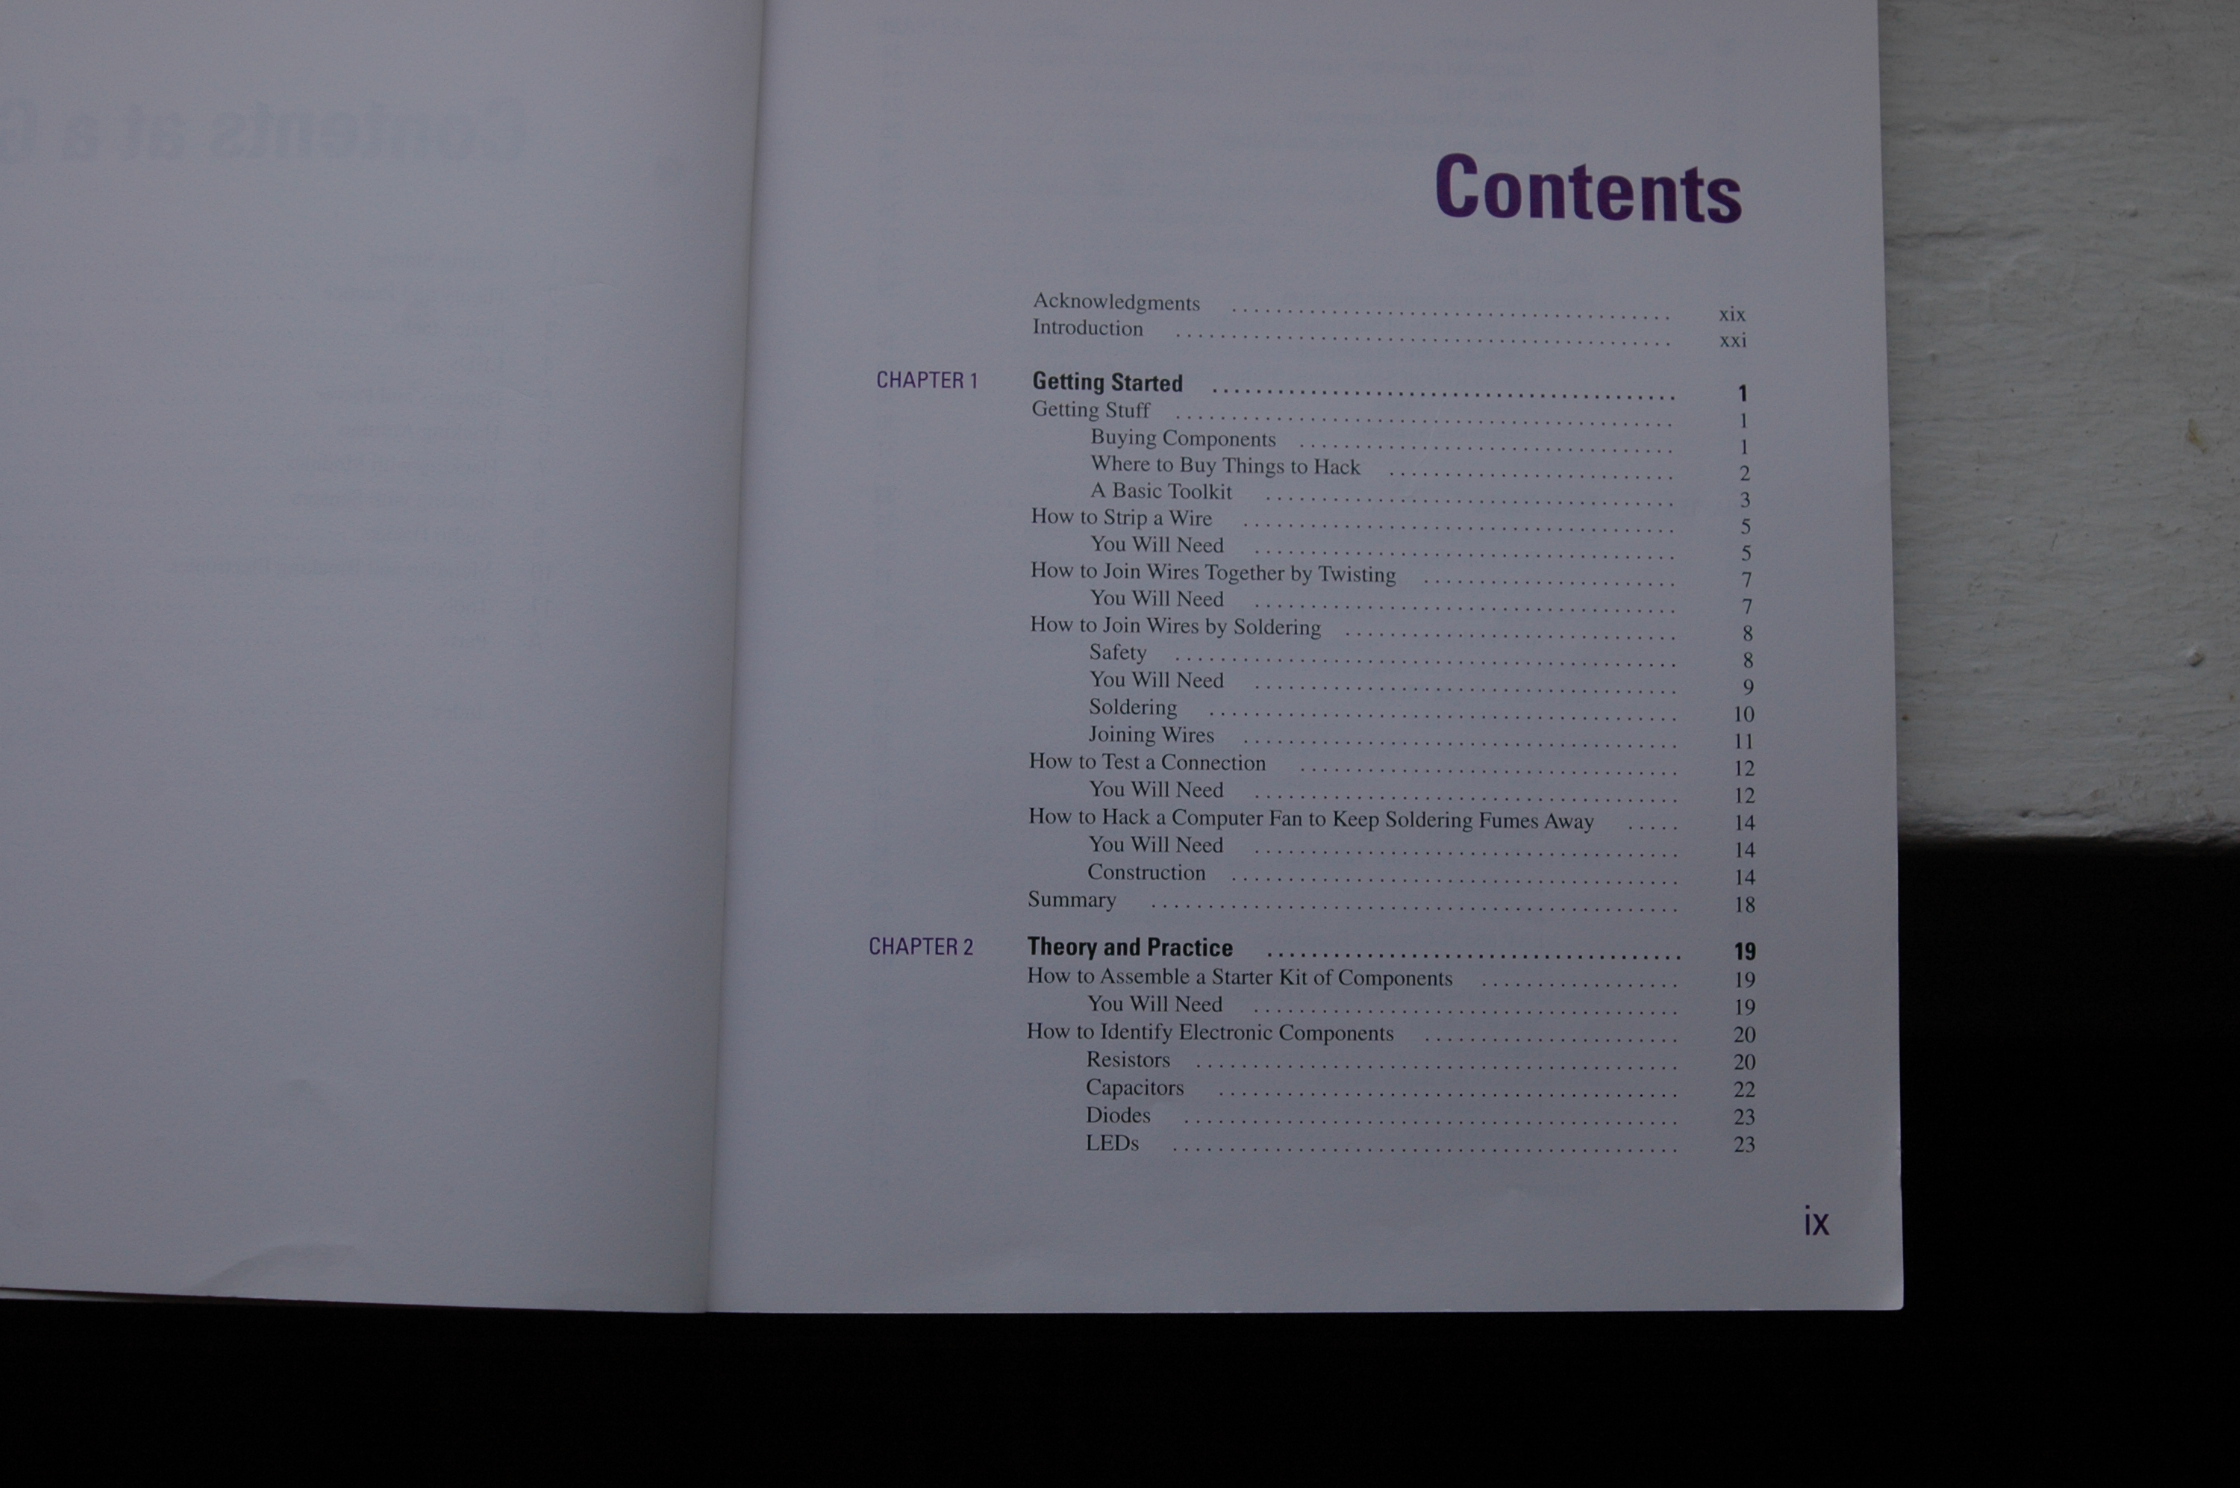 Contents
Acknowledgments ........................................ xix
Introduction ............................................. xxi
CHAPTER 1 Getting Started ........................................... 1
Getting Stuff ............................................. 1
Buying Components .................................. 1
Where to Buy Things to Hack .......................... 2
A Basic Toolkit ..................................... 3
How to Strip a Wire ....................................... 5
You Will Need ...................................... 5
How to Join Wires Together by Twisting ....................... 7
You Will Need ...................................... 7
How to Join Wires by Soldering .............................. 8
Safety ............................................. 8
You Will Need ...................................... 9
Soldering .......................................... 10
Joining Wires ....................................... 11
How to Test a Connection .................................. 12
You Will Need ...................................... 12
How to Hack a Computer Fan to Keep Soldering Fumes Away ..... 14
You Will Need ...................................... 14
Construction ........................................ 14
Summary ............................................... 18
CHAPTER 2 Theory and Practice ...................................... 19
How to Assemble a Starter Kit of Components .................. 19
You Will Need ...................................... 19
How to Identify Electronic Components ....................... 20
Resistors ........................................... 20
Capacitors ......................................... 22
Diodes ............................................ 23
LEDs ............................................. 23
ix